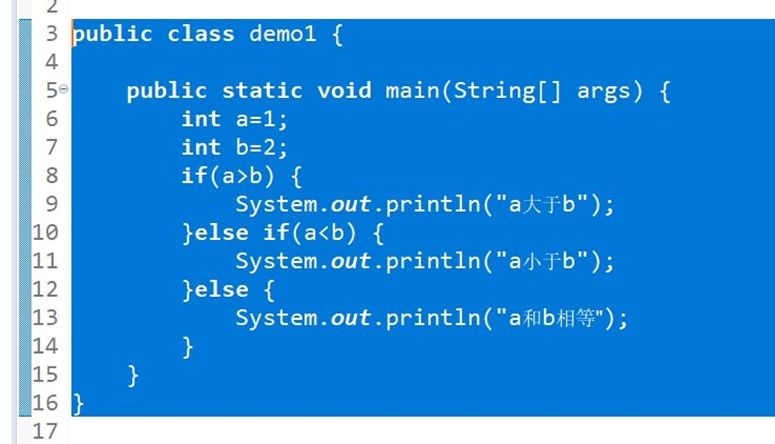 2
3 public class demo1 {
4
5 public static void main(String[] args) {
6 int a=1;
7 int b=2;
8 if(a>b) {
9 System.out.println("a大于b");
10 }else if(a<b) {
11 System.out.println("a小于b");
12 }else {
13 System.out.println("a和b相等");
14 }
15 }
16 }
17